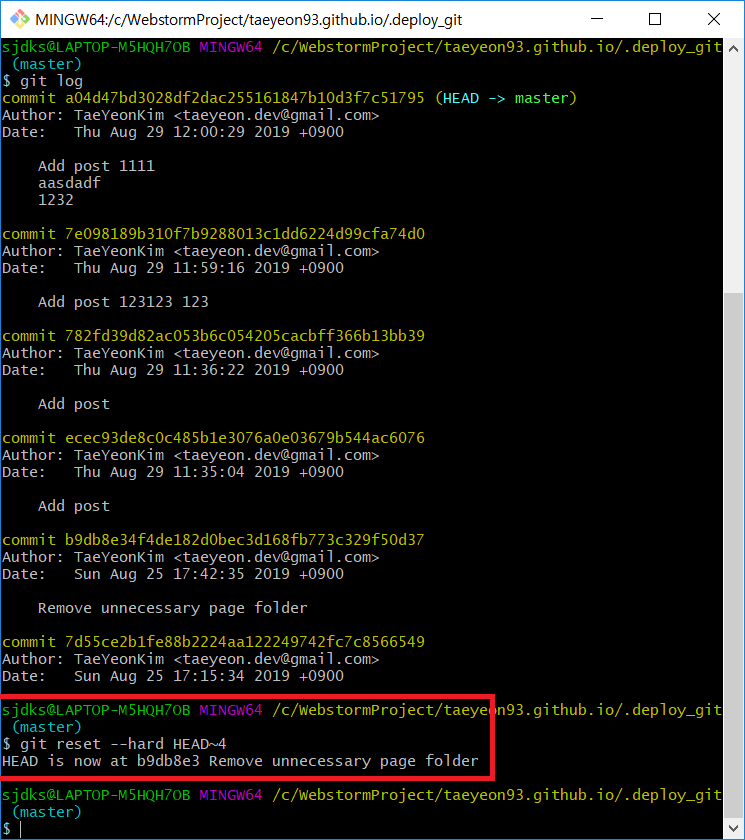 MINGW64:/c/WebstormProject/taeyeon93.github.io/.deploy_git
sjdks@LAPTOP-M5HQH7OB MINGW64 /c/WebstormProject/taeyeon93.github.io/.deploy_git
(master)
$ git log
commit a04d47bd3028df2dac255161847b10d3f7c51795 (HEAD -> master)
Author: TaeYeonKim <taeyeon.dev@gmail.com>
Date:   Thu Aug 29 12:00:29 2019 +0900
Add post 1111
aasdadf
1232
commit 7e098189b310f7b9288013c1dd6224d99cfa74d0
Author: TaeYeonKim <taeyeon.dev@gmail.com>
Date:   Thu Aug 29 11:59:16 2019 +0900
Add post 123123 123
commit 782fd39d82ac053b6c054205cacbff366b13bb39
Author: TaeYeonKim <taeyeon.dev@gmail.com>
Date:   Thu Aug 29 11:36:22 2019 +0900
Add post
commit ecec93de8c0c485b1e3076a0e03679b544ac6076
Author: TaeYeonKim <taeyeon.dev@gmail.com>
Date:   Thu Aug 29 11:35:04 2019 +0900
Add post
commit b9db8e34f4de182d0bec3d168fb773c329f50d37
Author: TaeYeonKim <taeyeon.dev@gmail.com>
Date:   Sun Aug 25 17:42:35 2019 +0900
Remove unnecessary page folder
commit 7d55ce2b1fe88b2224aa122249742fc7c8566549
Author: TaeYeonKim <taeyeon.dev@gmail.com>
Date:   Sun Aug 25 17:15:34 2019 +0900
sjdks@LAPTOP-M5HQH7OB MINGW64 /c/WebstormProject/taeyeon93.github.io/.deploy_git
(master)
$ git reset --hard HEAD~4
HEAD is now at b9db8e3 Remove unnecessary page folder
sjdks@LAPTOP-M5HQH7OB MINGW64 /c/WebstormProject/taeyeon93.github.io/.deploy_git
(master)
$